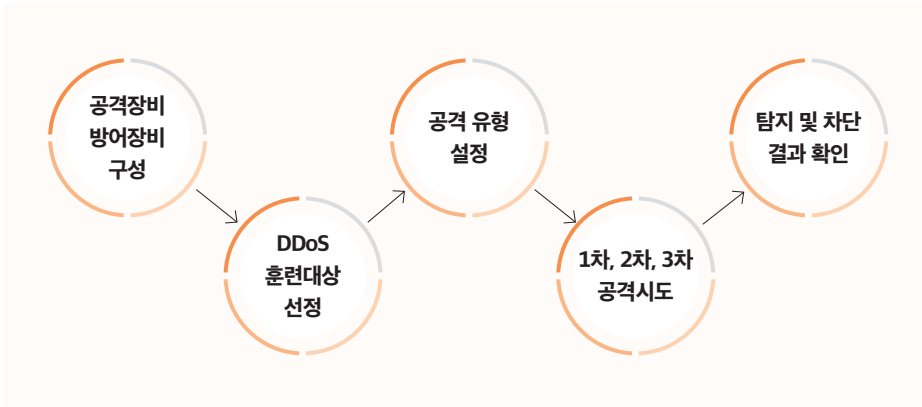 공격장비
방어장비
구성
DDoS
훈련대상
선정
공격 유형
설정
1차, 2차, 3차
공격시도
탐지 및 차단
결과 확인